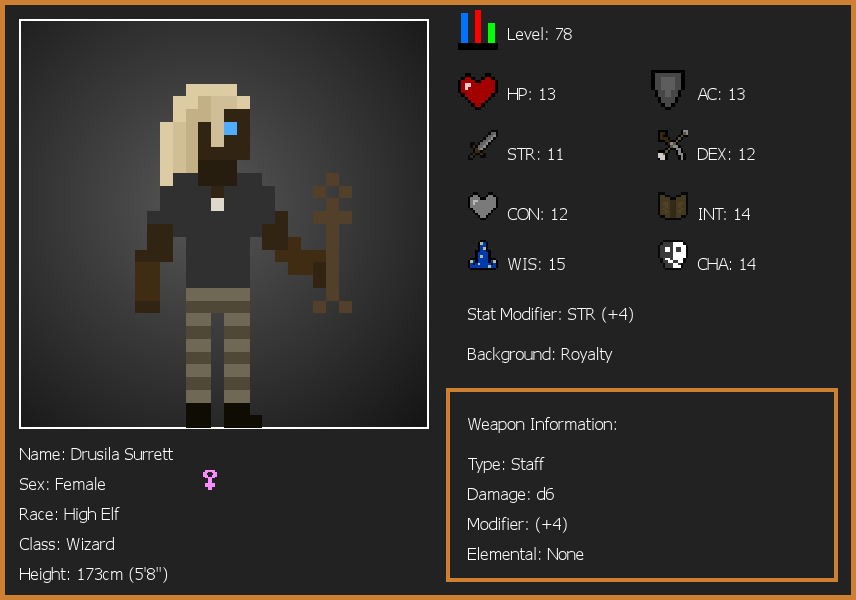 Level: 78
HP: 13
AC: 13
STR: 11
DEX: 12
CON: 12
INT: 14
WIS: 15
CHA: 14
Stat Modifier: STR (+4)
Background: Royalty
Weapon Information:
Type: Staff
Damage: d6
Modifier: (+4)
Elemental: None
Name: Drusila Surrett
Sex: Female
Race: High Elf
Class: Wizard
Height: 173cm (5'8")